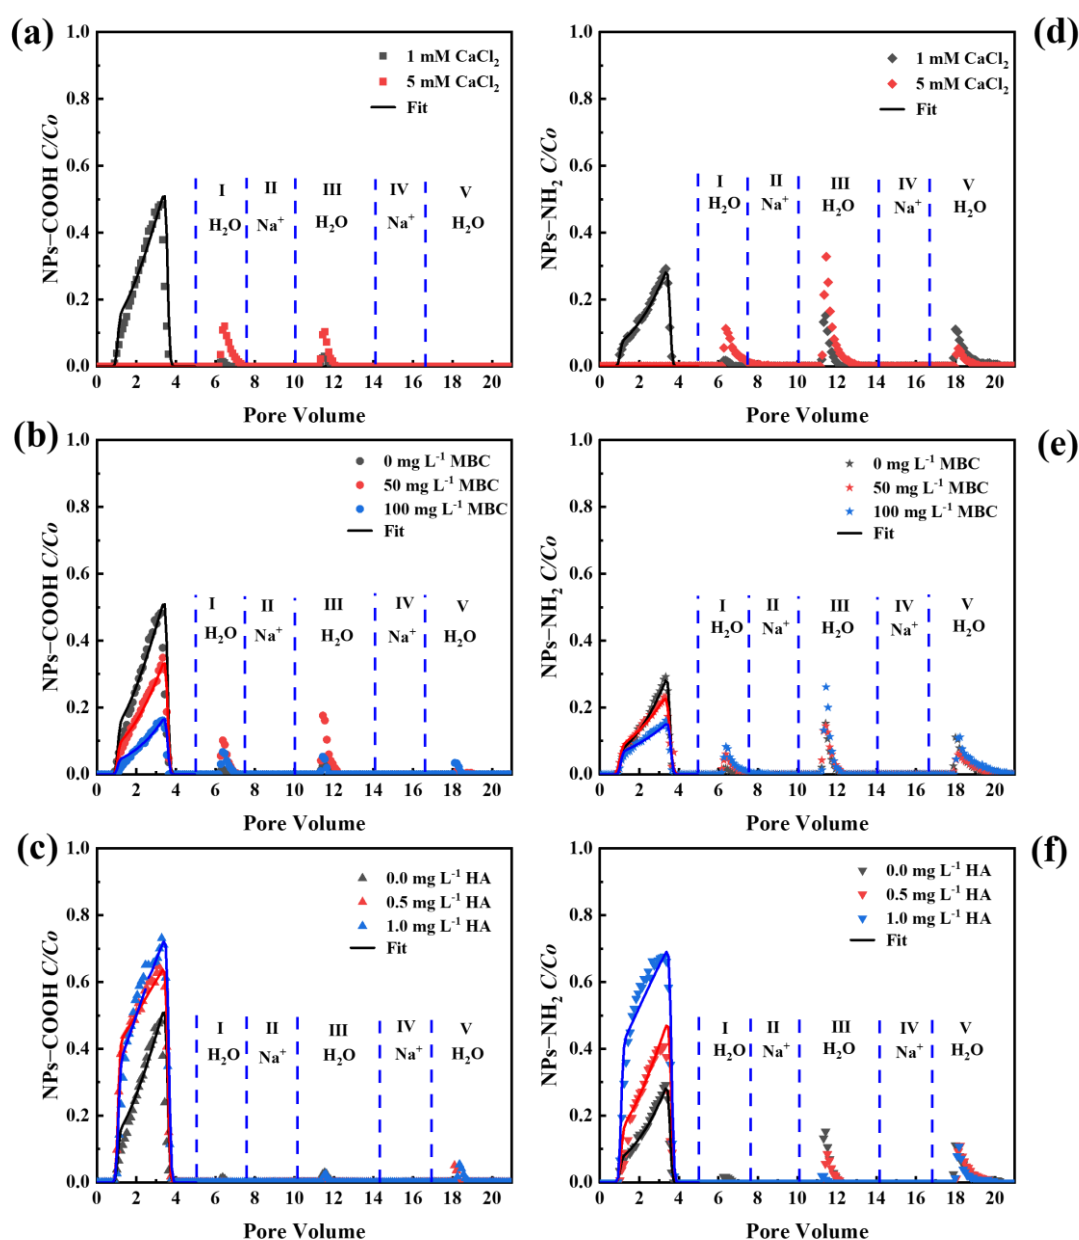 (a)
NPs−COOH C/Co
1.0
0.8
0.6
0.4
0.2
0.0
1 mM CaCl₂
5 mM CaCl₂
Fit
I II III IV V
H₂O Na⁺ H₂O Na⁺ H₂O
0 2 4 6 8 10 12 14 16 18 20
Pore Volume
(d)
NPs−NH₂ C/Co
1.0
0.8
0.6
0.4
0.2
0.0
1 mM CaCl₂
5 mM CaCl₂
Fit
I II III IV V
H₂O Na⁺ H₂O Na⁺ H₂O
0 2 4 6 8 10 12 14 16 18 20
Pore Volume
(b)
NPs−COOH C/Co
1.0
0.8
0.6
0.4
0.2
0.0
0 mg L⁻¹ MBC
50 mg L⁻¹ MBC
100 mg L⁻¹ MBC
Fit
I II III IV V
H₂O Na⁺ H₂O Na⁺ H₂O
0 2 4 6 8 10 12 14 16 18 20
Pore Volume
(e)
NPs−NH₂ C/Co
1.0
0.8
0.6
0.4
0.2
0.0
0 mg L⁻¹ MBC
50 mg L⁻¹ MBC
100 mg L⁻¹ MBC
Fit
I II III IV V
H₂O Na⁺ H₂O Na⁺ H₂O
0 2 4 6 8 10 12 14 16 18 20
Pore Volume
(c)
NPs−COOH C/Co
1.0
0.8
0.6
0.4
0.2
0.0
0.0 mg L⁻¹ HA
0.5 mg L⁻¹ HA
1.0 mg L⁻¹ HA
Fit
I II III IV V
H₂O Na⁺ H₂O Na⁺ H₂O
0 2 4 6 8 10 12 14 16 18 20
Pore Volume
(f)
NPs−NH₂ C/Co
1.0
0.8
0.6
0.4
0.2
0.0
0.0 mg L⁻¹ HA
0.5 mg L⁻¹ HA
1.0 mg L⁻¹ HA
Fit
I II III IV V
H₂O Na⁺ H₂O Na⁺ H₂O
0 2 4 6 8 10 12 14 16 18 20
Pore Volume